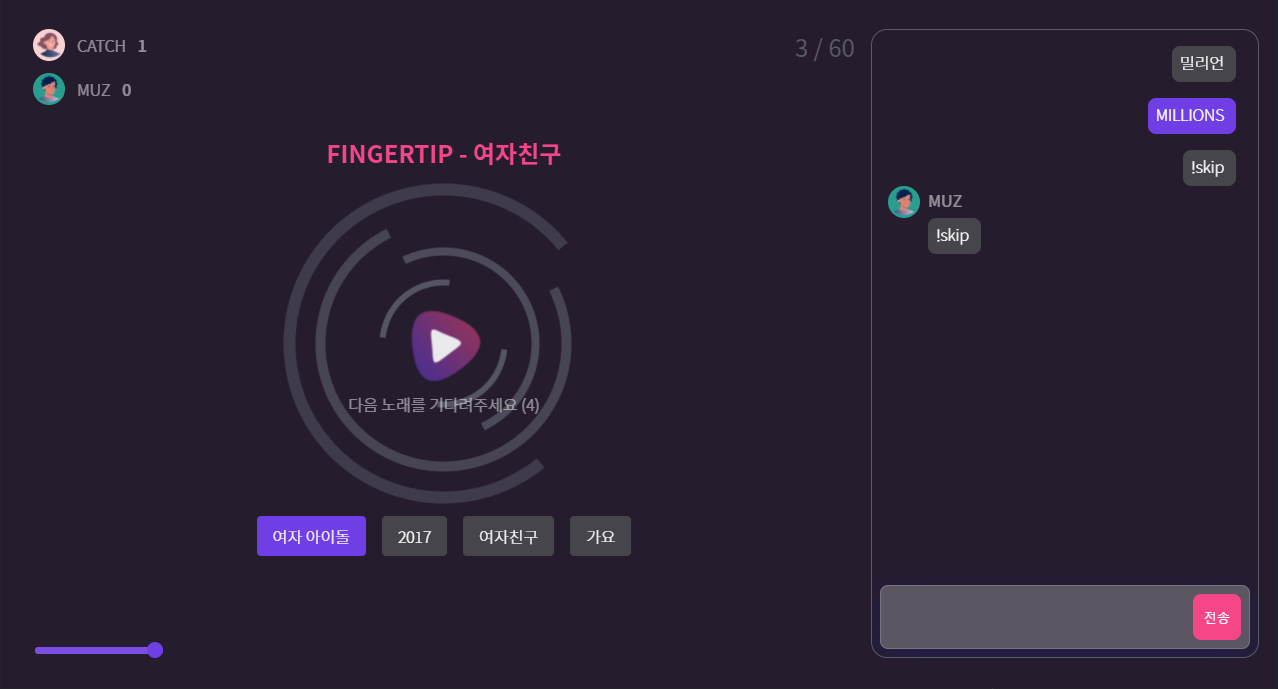 CATCH 1
MUZ 0
3 / 60
FINGERTIP - 여자친구
다음 노래를 기다려주세요 (4)
여자 아이돌
2017
여자친구
가요
밀리언
MILLIONS
!skip
MUZ
!skip
전송